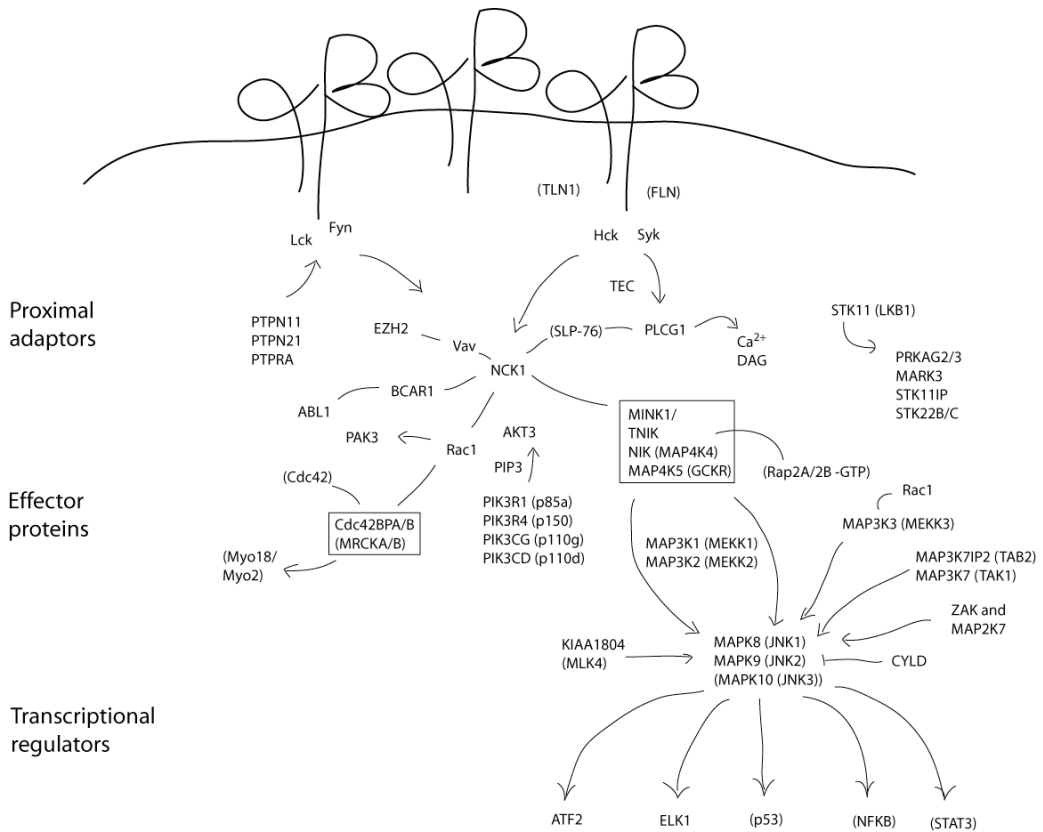 (TLN1)
(FLN)
Lck
Fyn
Hck
Syk
TEC
Proximal
adaptors
PTPN11
PTPN21
PTPRA
EZH2
Vav
(SLP-76)
PLCG1
Ca2+
DAG
STK11 (LKB1)
PRKAG2/3
MARK3
STK11IP
STK22B/C
NCK1
BCAR1
ABL1
PAK3
Rac1
AKT3
PIP3
MINK1/
TNIK
NIK (MAP4K4)
MAP4K5 (GCKR)
(Rap2A/2B -GTP)
Effector
proteins
(Cdc42)
Cdc42BPA/B
(MRCKA/B)
(Myo18/
Myo2)
PIK3R1 (p85a)
PIK3R4 (p150)
PIK3CG (p110g)
PIK3CD (p110d)
MAP3K1 (MEKK1)
MAP3K2 (MEKK2)
Rac1
MAP3K3 (MEKK3)
MAP3K7IP2 (TAB2)
MAP3K7 (TAK1)
ZAK and
MAP2K7
KIAA1804
(MLK4)
MAPK8 (JNK1)
MAPK9 (JNK2)
(MAPK10 (JNK3))
CYLD
Transcriptional
regulators
ATF2
ELK1
(p53)
(NFKB)
(STAT3)